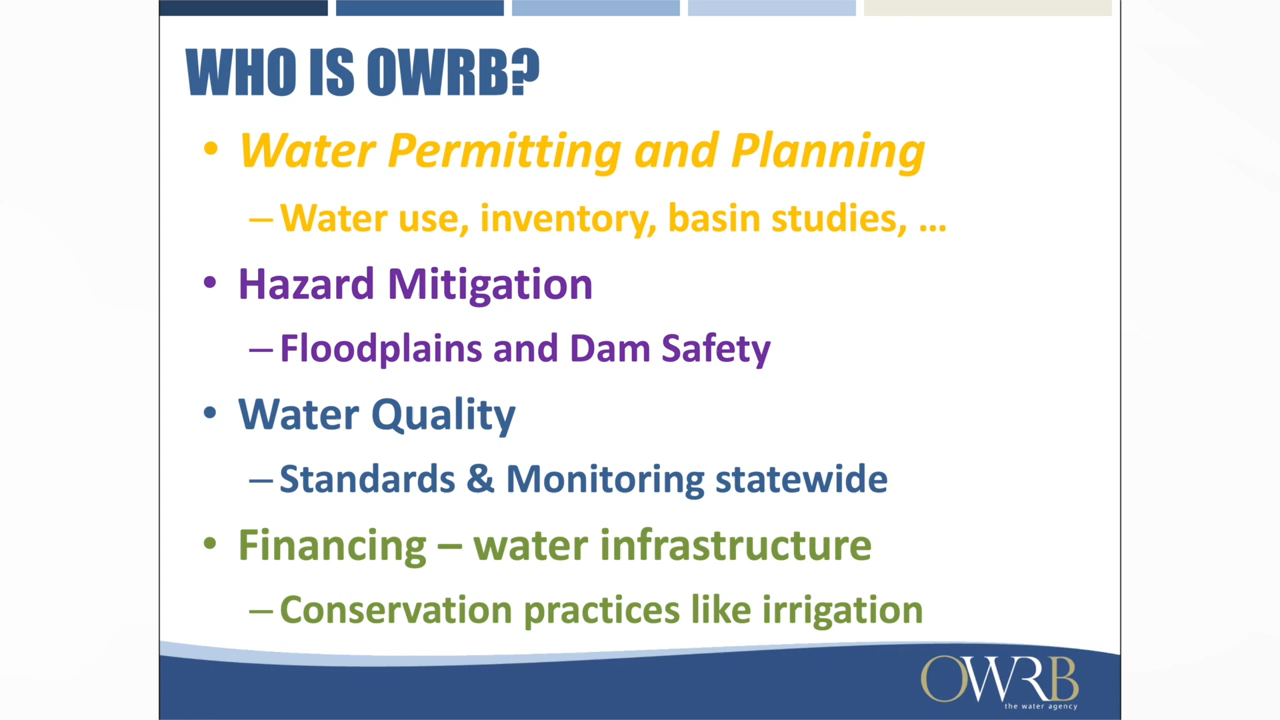 WHO IS OWRB?
• Water Permitting and Planning
– Water use, inventory, basin studies, …
• Hazard Mitigation
– Floodplains and Dam Safety
• Water Quality
– Standards & Monitoring statewide
• Financing – water infrastructure
– Conservation practices like irrigation
OWRB
the water agency